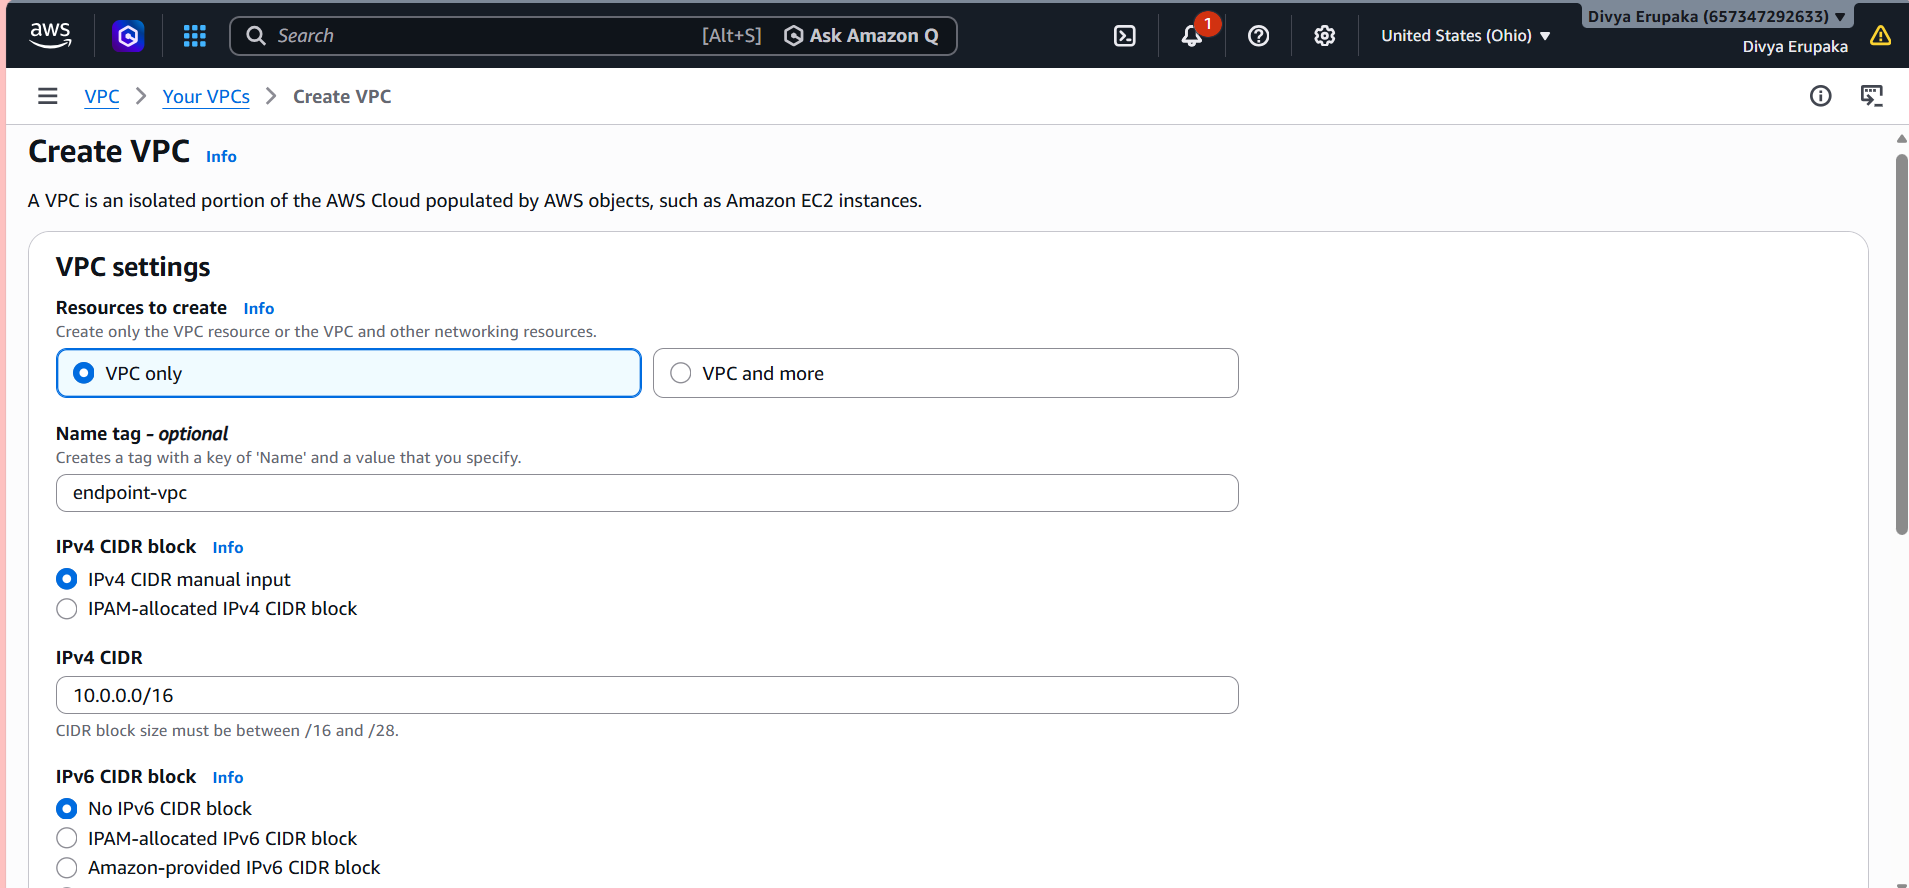 aws
Search [Alt+S] Ask Amazon Q
1
United States (Ohio) ▼
Divya Erupaka (657347292633) ▼
Divya Erupaka
VPC > Your VPCs > Create VPC
Create VPC Info
A VPC is an isolated portion of the AWS Cloud populated by AWS objects, such as Amazon EC2 instances.
VPC settings
Resources to create Info
Create only the VPC resource or the VPC and other networking resources.
VPC only
VPC and more
Name tag - optional
Creates a tag with a key of 'Name' and a value that you specify.
endpoint-vpc
IPv4 CIDR block Info
IPv4 CIDR manual input
IPAM-allocated IPv4 CIDR block
IPv4 CIDR
10.0.0.0/16
CIDR block size must be between /16 and /28.
IPv6 CIDR block Info
No IPv6 CIDR block
IPAM-allocated IPv6 CIDR block
Amazon-provided IPv6 CIDR block